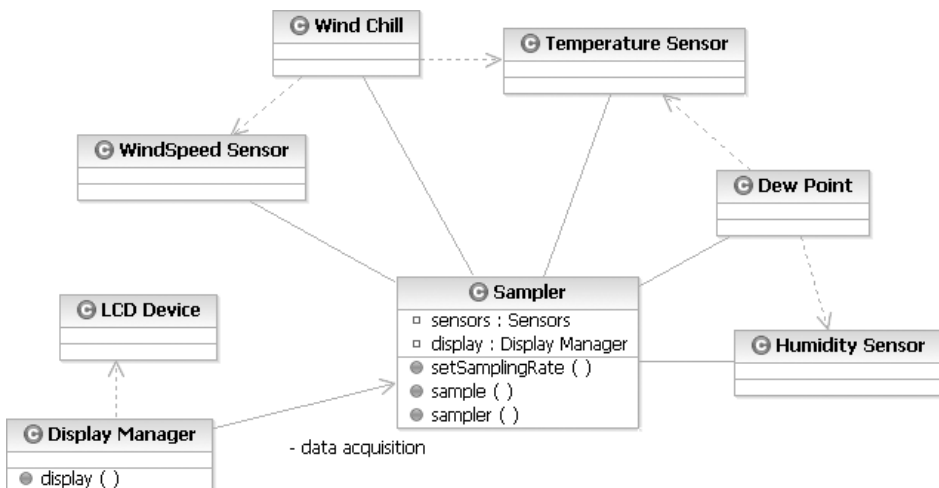 Wind Chill
Temperature Sensor
WindSpeed Sensor
Dew Point
Sampler
sensors : Sensors
display : Display Manager
setSamplingRate ( )
sample ( )
sampler ( )
LCD Device
Humidity Sensor
Display Manager
display ( )
- data acquisition